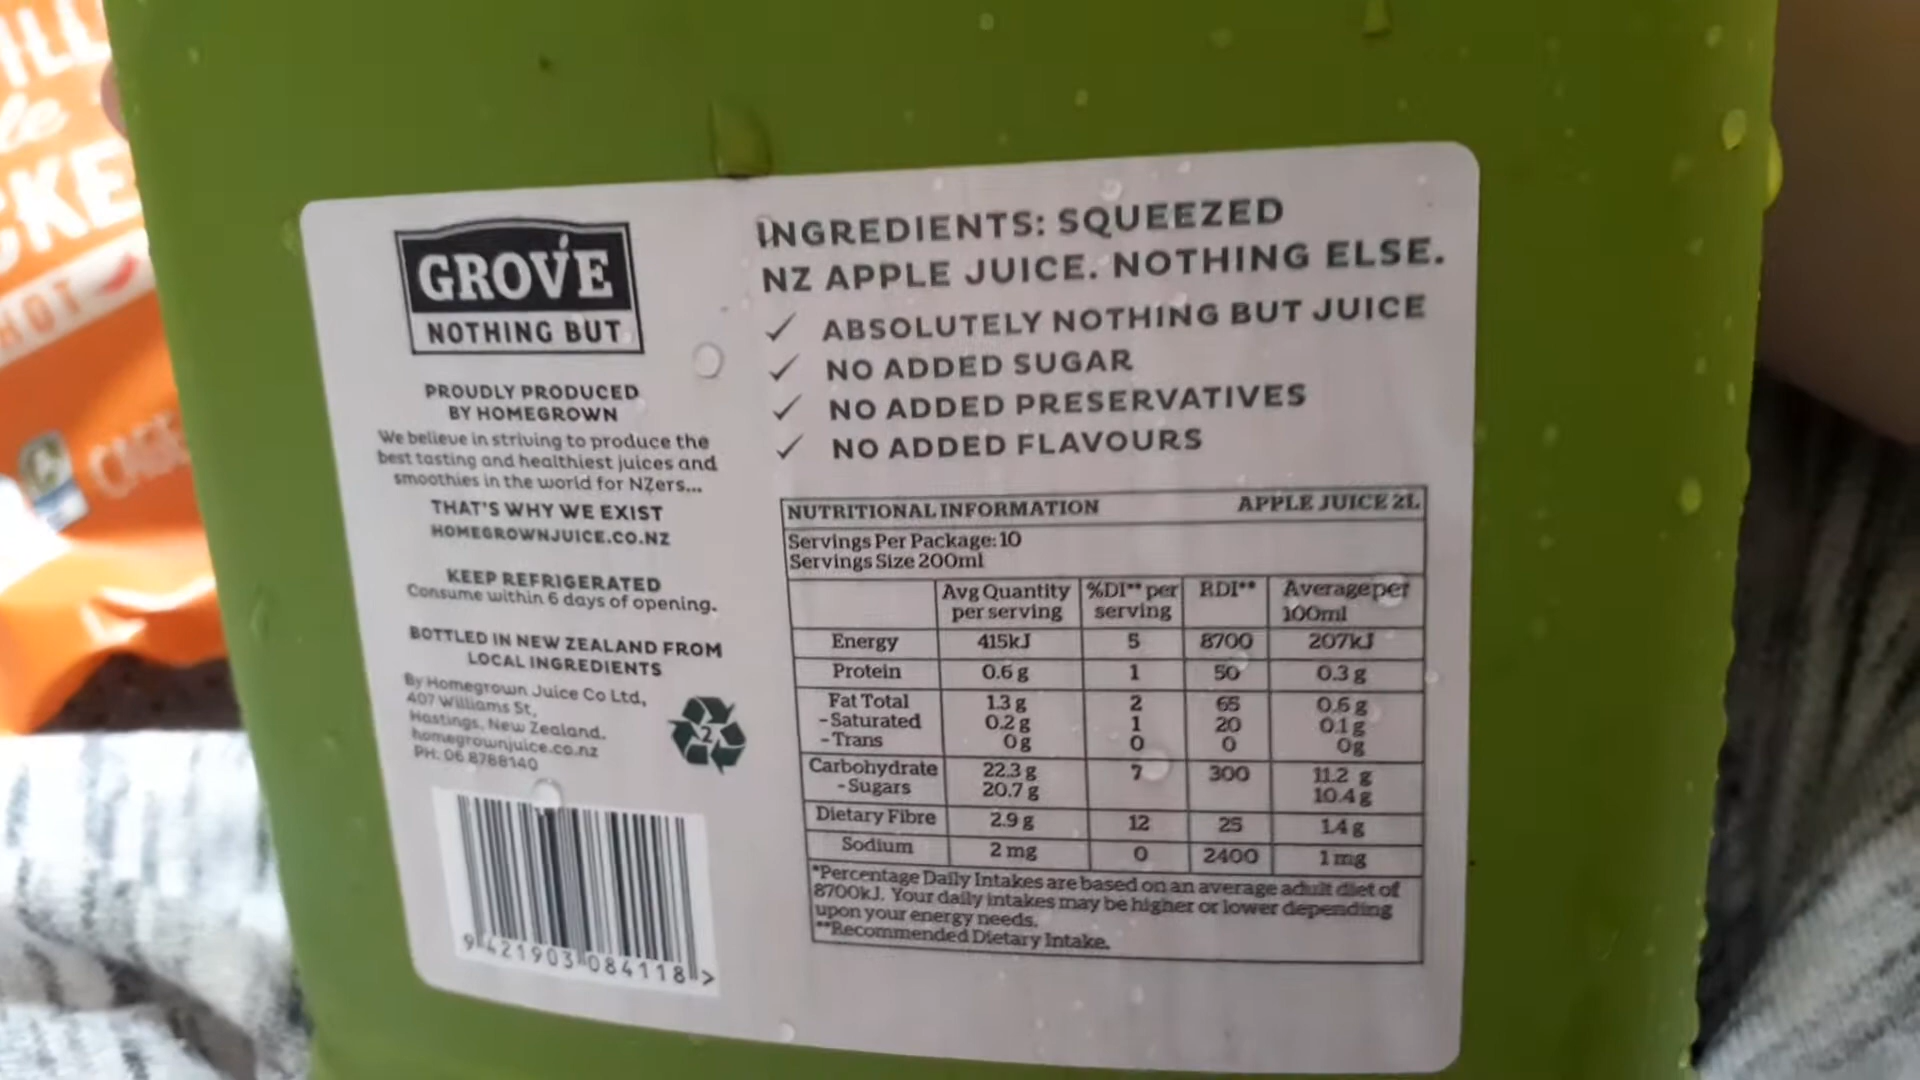 GROVE
NOTHING BUT
PROUDLY PRODUCED
BY HOMEGROWN
We believe in striving to produce the
best tasting and healthiest juices and
smoothies in the world for NZers...
THAT'S WHY WE EXIST
HOMEGROWNJUICE.CO.NZ
KEEP REFRIGERATED
Consume within 6 days of opening.
BOTTLED IN NEW ZEALAND FROM
LOCAL INGREDIENTS
By Homegrown Juice Co Ltd,
407 Williams St,
Hastings, New Zealand.
homegrownjuice.co.nz
PH: 06 8788140
2
9 421903 084118 >
INGREDIENTS: SQUEEZED
NZ APPLE JUICE. NOTHING ELSE.
✓ ABSOLUTELY NOTHING BUT JUICE
✓ NO ADDED SUGAR
✓ NO ADDED PRESERVATIVES
✓ NO ADDED FLAVOURS
NUTRITIONAL INFORMATION APPLE JUICE 2L
Servings Per Package: 10
Servings Size 200ml
Avg Quantity %DI** per RDI** Average per
per serving serving 100ml
Energy 415kJ 5 8700 207kJ
Protein 0.6 g 1 50 0.3 g
Fat Total 1.3 g 2 65 0.6 g
- Saturated 0.2 g 1 20 0.1 g
- Trans 0 g 0 0 0g
Carbohydrate 22.3 g 7 300 11.2 g
- Sugars 20.7 g 10.4 g
Dietary Fibre 2.9 g 12 25 1.4 g
Sodium 2 mg 0 2400 1 mg
*Percentage Daily Intakes are based on an average adult diet of
8700kJ. Your daily intakes may be higher or lower depending
upon your energy needs.
**Recommended Dietary Intake.
HOT